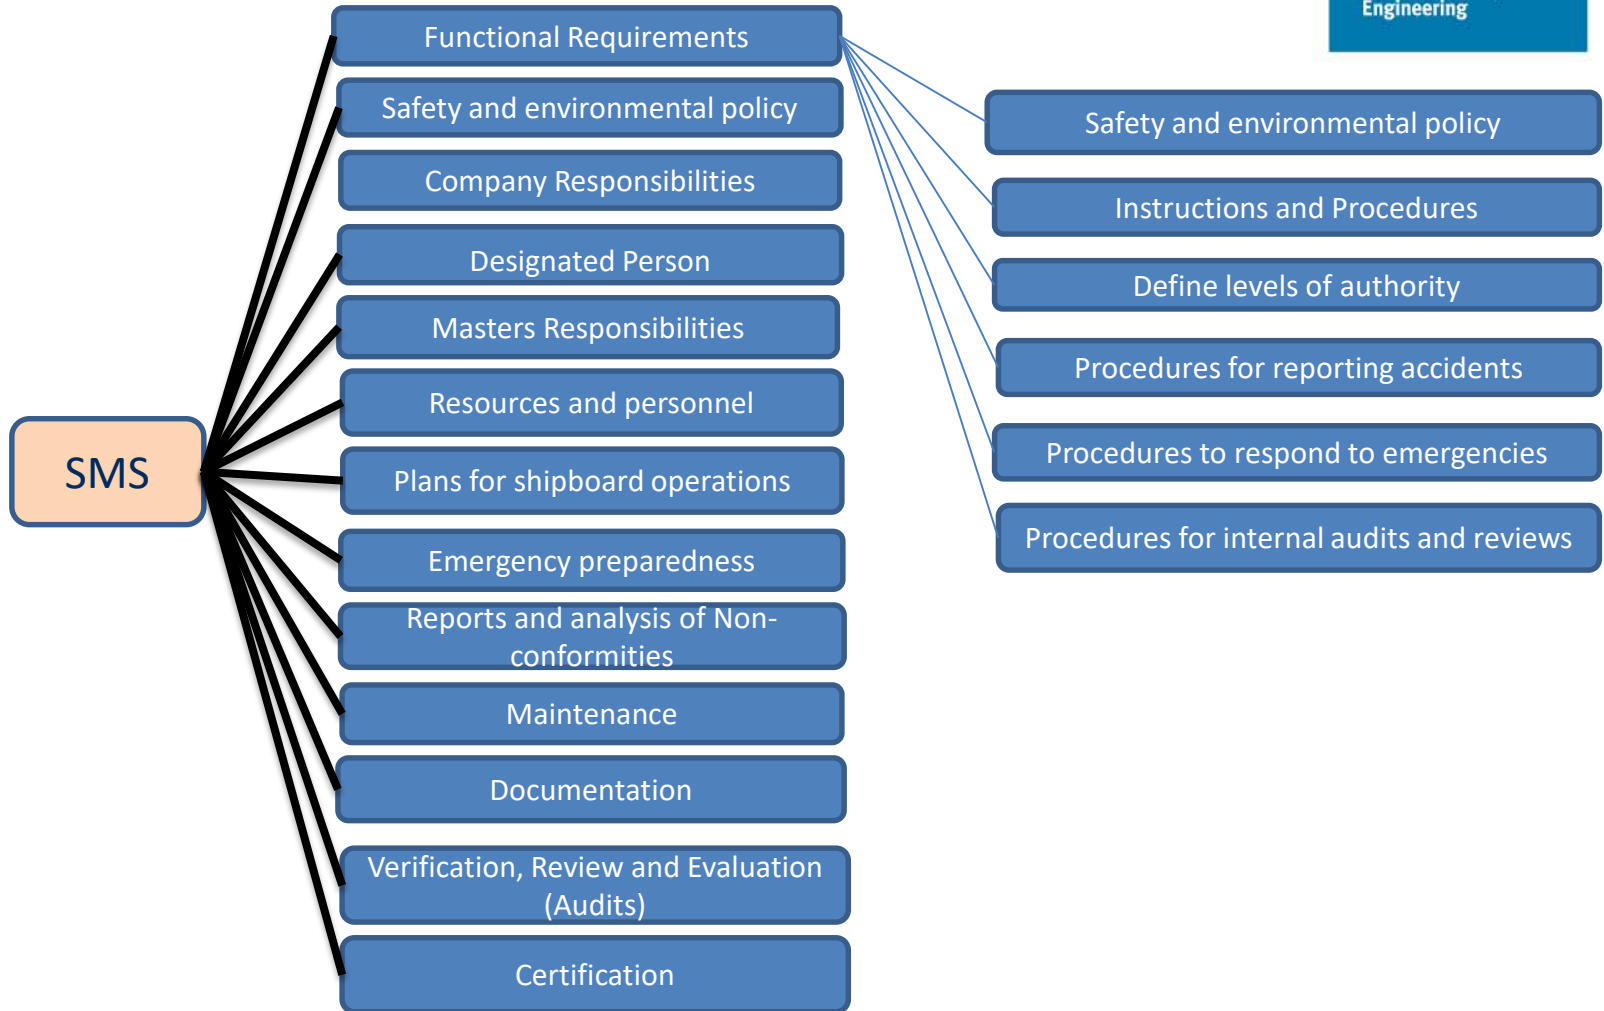 Engineering
Functional Requirements
Safety and environmental policy
Company Responsibilities
Designated Person
Masters Responsibilities
Resources and personnel
Plans for shipboard operations
Emergency preparedness
Reports and analysis of Non-
conformities
Maintenance
Documentation
Verification, Review and Evaluation
(Audits)
Certification
SMS
Safety and environmental policy
Instructions and Procedures
Define levels of authority
Procedures for reporting accidents
Procedures to respond to emergencies
Procedures for internal audits and reviews